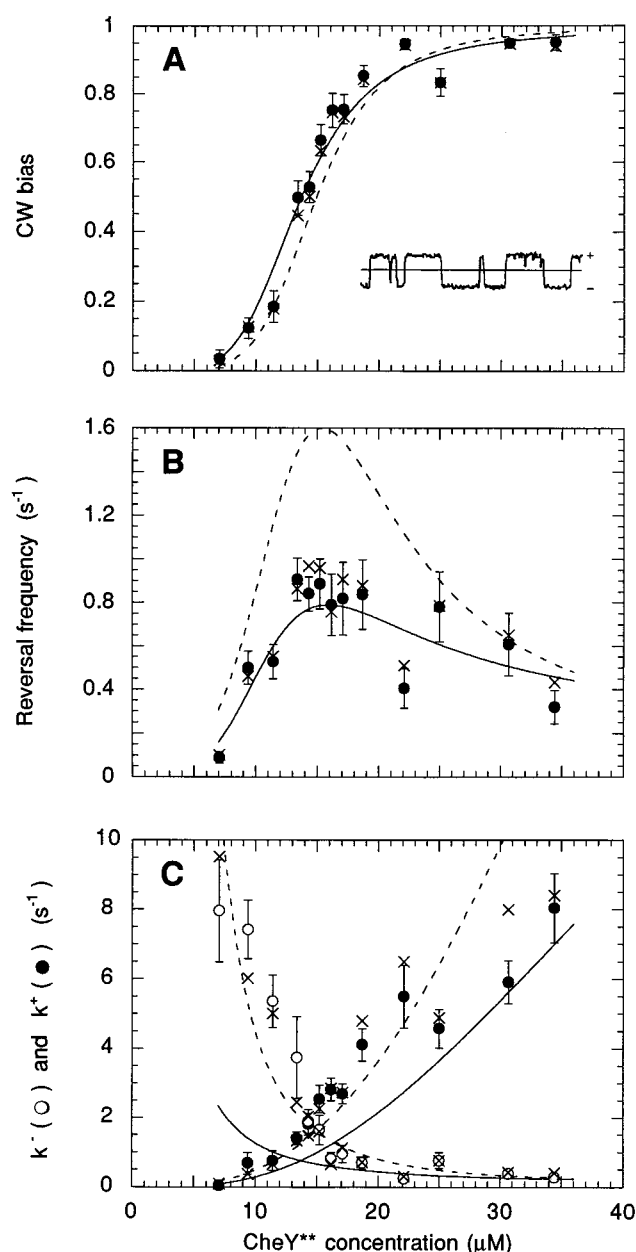 A
CW bias
1
0.8
0.6
0.4
0.2
0
+
−
B
Reversal frequency (s⁻¹)
1.6
1.2
0.8
0.4
0
C
k⁻ (○) and k⁺ (●) (s⁻¹)
10
8
6
4
2
0
0 10 20 30 40
CheY** concentration (μM)